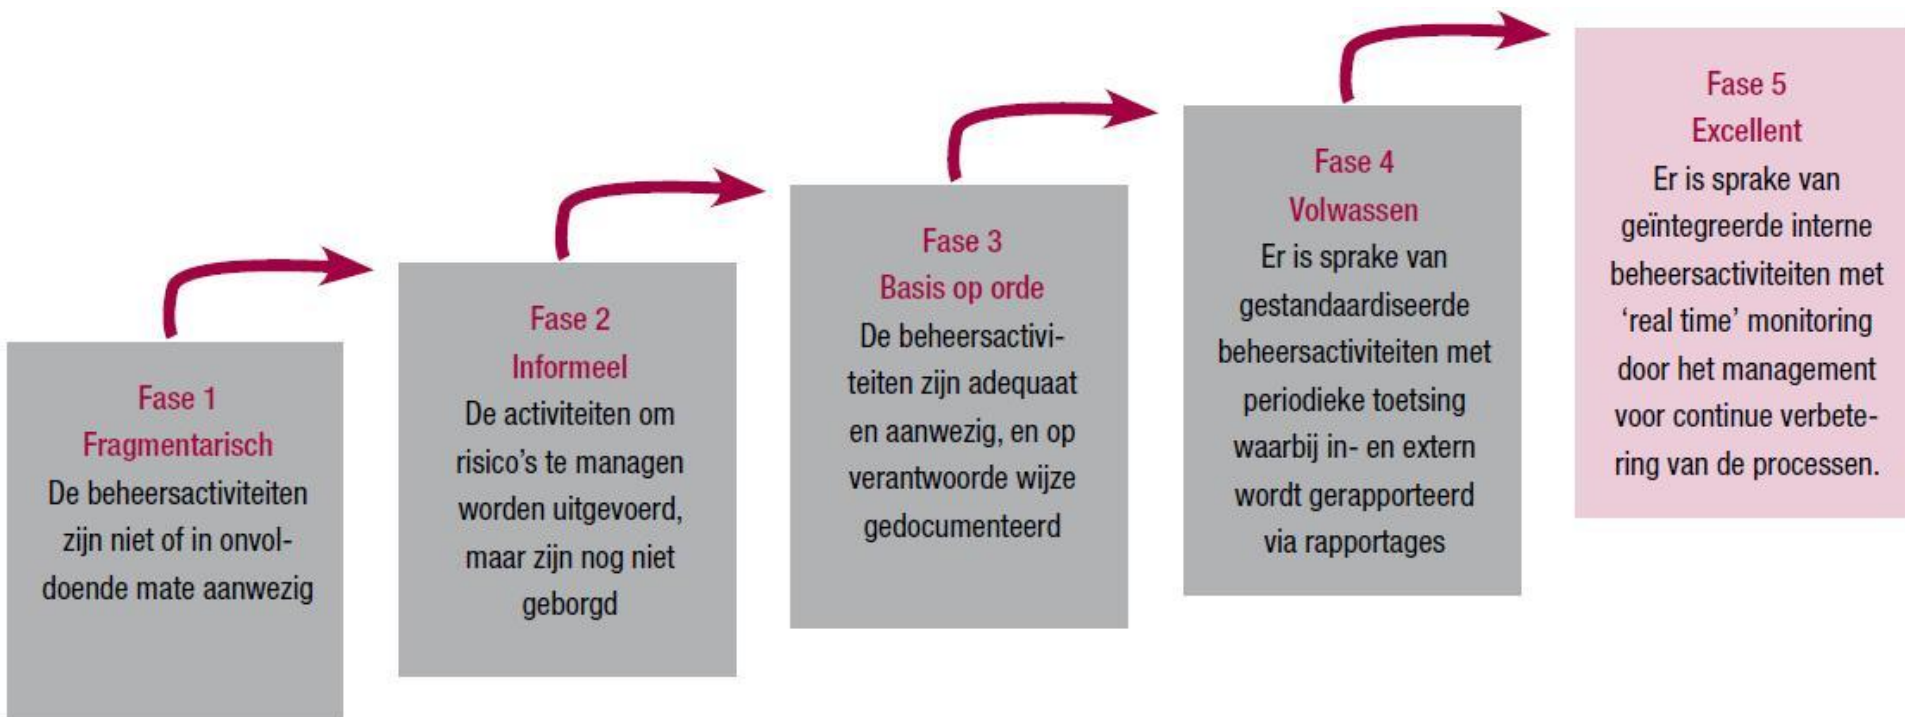 Fase 1
Fragmentarisch
De beheersactiviteiten
zijn niet of in onvol-
doende mate aanwezig
Fase 2
Informeel
De activiteiten om
risico's te managen
worden uitgevoerd,
maar zijn nog niet
geborgd
Fase 3
Basis op orde
De beheersactivi-
teiten zijn adequaat
en aanwezig, en op
verantwoorde wijze
gedocumenteerd
Fase 4
Volwassen
Er is sprake van
gestandaardiseerde
beheersactiviteiten met
periodieke toetsing
waarbij in- en extern
wordt gerapporteerd
via rapportages
Fase 5
Excellent
Er is sprake van
geïntegreerde interne
beheersactiviteiten met
‘real time’ monitoring
door het management
voor continue verbete-
ring van de processen.